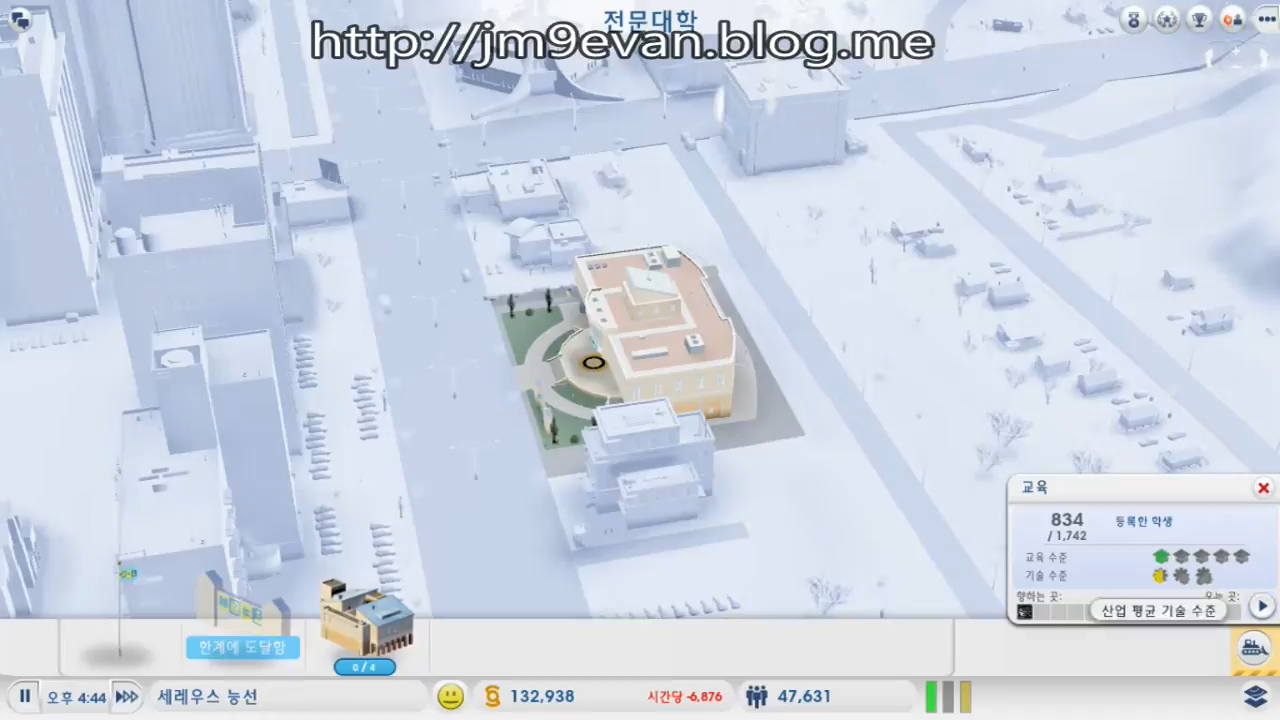 전문대학
http://jm9evan.blog.me
교육
834
/ 1,742
등록한 학생
교육 수준
기술 수준
향하는 곳:
오는 곳:
산업 평균 기술 수준
한계에 도달함
0 / 4
오후 4:44
세레우스 능선
132,938
시간당 -6,876
47,631